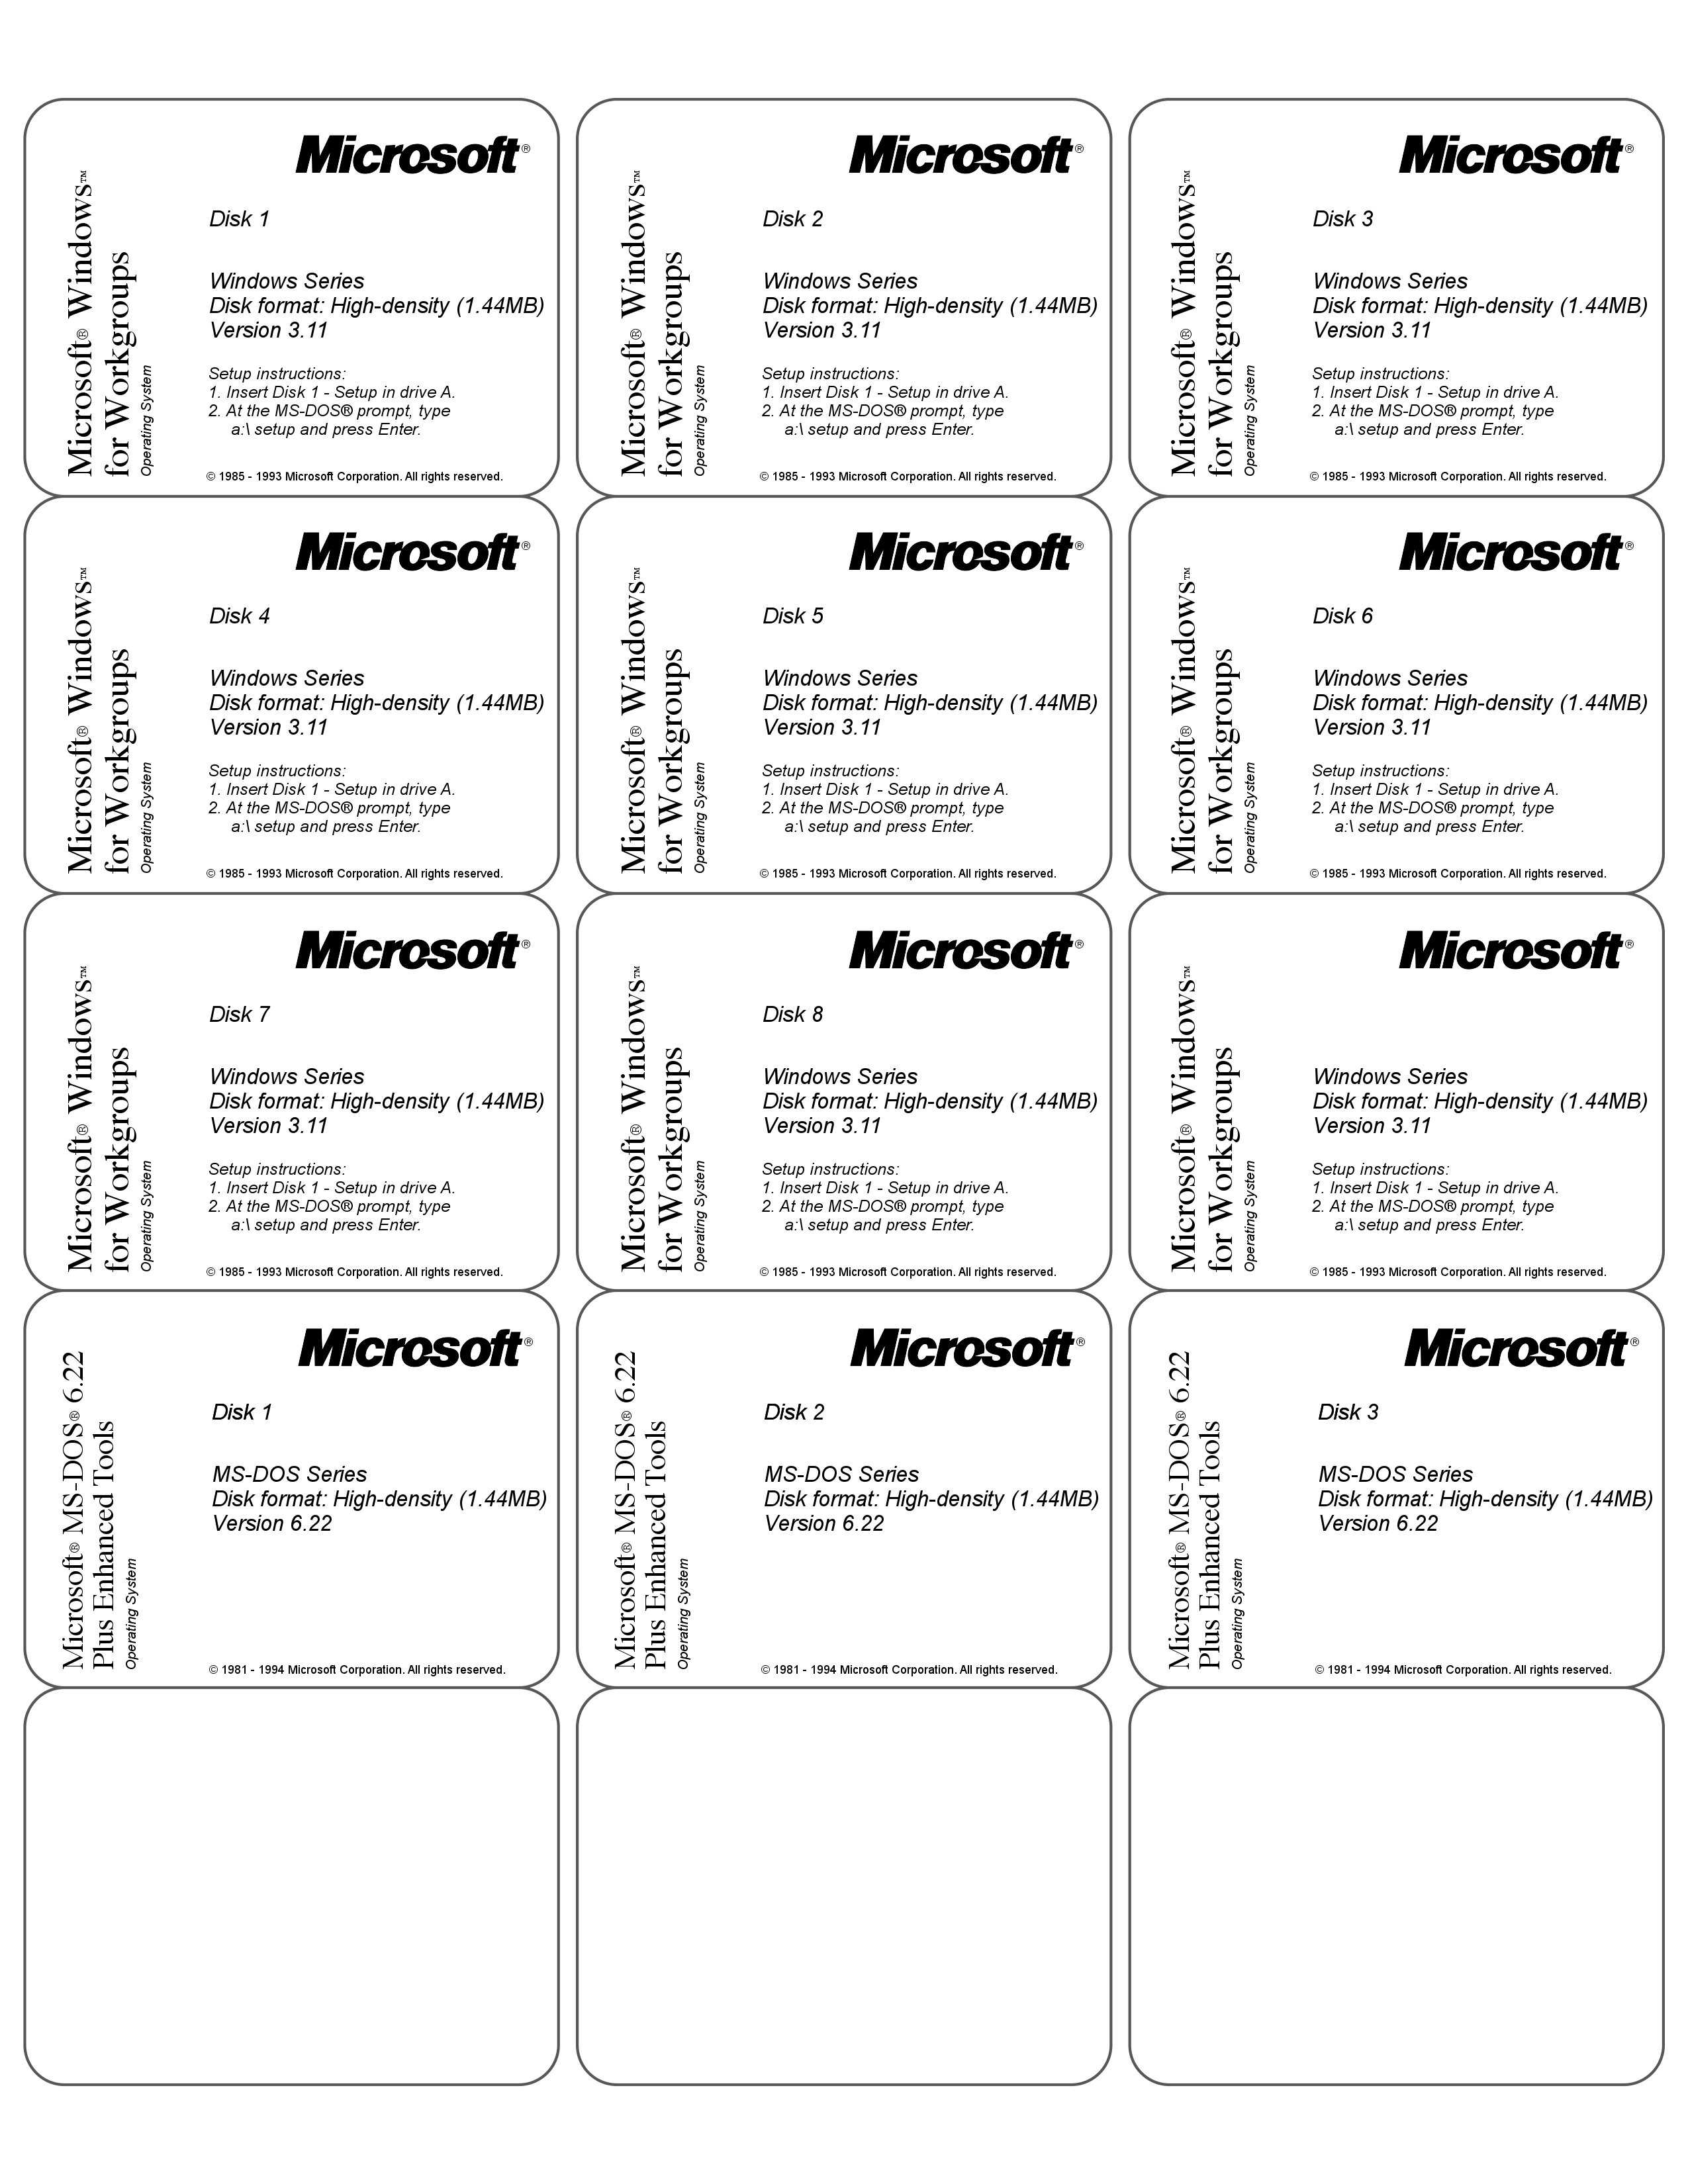 Microsoft®
Microsoft® Windows™
for Workgroups
Operating System
Disk 1
Windows Series
Disk format: High-density (1.44MB)
Version 3.11
Setup instructions:
1. Insert Disk 1 - Setup in drive A.
2. At the MS-DOS® prompt, type
a:\ setup and press Enter.
© 1985 - 1993 Microsoft Corporation. All rights reserved.
Microsoft®
Microsoft® Windows™
for Workgroups
Operating System
Disk 2
Windows Series
Disk format: High-density (1.44MB)
Version 3.11
Setup instructions:
1. Insert Disk 1 - Setup in drive A.
2. At the MS-DOS® prompt, type
a:\ setup and press Enter.
© 1985 - 1993 Microsoft Corporation. All rights reserved.
Microsoft®
Microsoft® Windows™
for Workgroups
Operating System
Disk 3
Windows Series
Disk format: High-density (1.44MB)
Version 3.11
Setup instructions:
1. Insert Disk 1 - Setup in drive A.
2. At the MS-DOS® prompt, type
a:\ setup and press Enter.
© 1985 - 1993 Microsoft Corporation. All rights reserved.
Microsoft®
Microsoft® Windows™
for Workgroups
Operating System
Disk 4
Windows Series
Disk format: High-density (1.44MB)
Version 3.11
Setup instructions:
1. Insert Disk 1 - Setup in drive A.
2. At the MS-DOS® prompt, type
a:\ setup and press Enter.
© 1985 - 1993 Microsoft Corporation. All rights reserved.
Microsoft®
Microsoft® Windows™
for Workgroups
Operating System
Disk 5
Windows Series
Disk format: High-density (1.44MB)
Version 3.11
Setup instructions:
1. Insert Disk 1 - Setup in drive A.
2. At the MS-DOS® prompt, type
a:\ setup and press Enter.
© 1985 - 1993 Microsoft Corporation. All rights reserved.
Microsoft®
Microsoft® Windows™
for Workgroups
Operating System
Disk 6
Windows Series
Disk format: High-density (1.44MB)
Version 3.11
Setup instructions:
1. Insert Disk 1 - Setup in drive A.
2. At the MS-DOS® prompt, type
a:\ setup and press Enter.
© 1985 - 1993 Microsoft Corporation. All rights reserved.
Microsoft®
Microsoft® Windows™
for Workgroups
Operating System
Disk 7
Windows Series
Disk format: High-density (1.44MB)
Version 3.11
Setup instructions:
1. Insert Disk 1 - Setup in drive A.
2. At the MS-DOS® prompt, type
a:\ setup and press Enter.
© 1985 - 1993 Microsoft Corporation. All rights reserved.
Microsoft®
Microsoft® Windows™
for Workgroups
Operating System
Disk 8
Windows Series
Disk format: High-density (1.44MB)
Version 3.11
Setup instructions:
1. Insert Disk 1 - Setup in drive A.
2. At the MS-DOS® prompt, type
a:\ setup and press Enter.
© 1985 - 1993 Microsoft Corporation. All rights reserved.
Microsoft®
Microsoft® Windows™
for Workgroups
Operating System
Windows Series
Disk format: High-density (1.44MB)
Version 3.11
Setup instructions:
1. Insert Disk 1 - Setup in drive A.
2. At the MS-DOS® prompt, type
a:\ setup and press Enter.
© 1985 - 1993 Microsoft Corporation. All rights reserved.
Microsoft®
Microsoft® MS-DOS® 6.22
Plus Enhanced Tools
Operating System
Disk 1
MS-DOS Series
Disk format: High-density (1.44MB)
Version 6.22
© 1981 - 1994 Microsoft Corporation. All rights reserved.
Microsoft®
Microsoft® MS-DOS® 6.22
Plus Enhanced Tools
Operating System
Disk 2
MS-DOS Series
Disk format: High-density (1.44MB)
Version 6.22
© 1981 - 1994 Microsoft Corporation. All rights reserved.
Microsoft®
Microsoft® MS-DOS® 6.22
Plus Enhanced Tools
Operating System
Disk 3
MS-DOS Series
Disk format: High-density (1.44MB)
Version 6.22
© 1981 - 1994 Microsoft Corporation. All rights reserved.